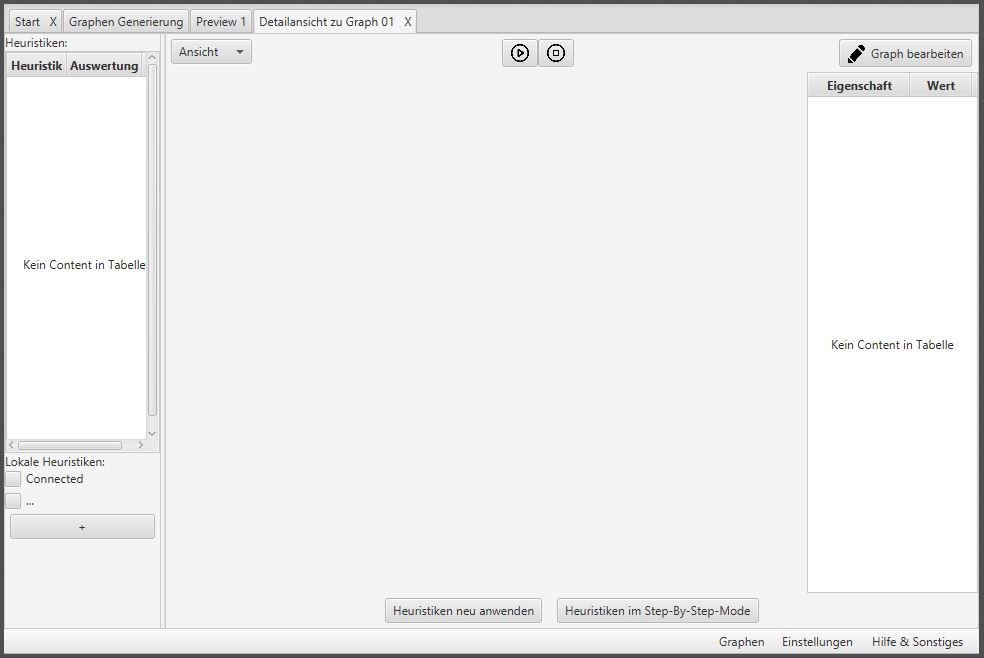 Start X Graphen Generierung Preview 1 Detailansicht zu Graph 01 X
Heuristiken:
Heuristik Auswertung
Kein Content in Tabelle
Lokale Heuristiken:
Connected
...
+
Ansicht
Graph bearbeiten
Eigenschaft Wert
Kein Content in Tabelle
Heuristiken neu anwenden Heuristiken im Step-By-Step-Mode
Graphen Einstellungen Hilfe & Sonstiges